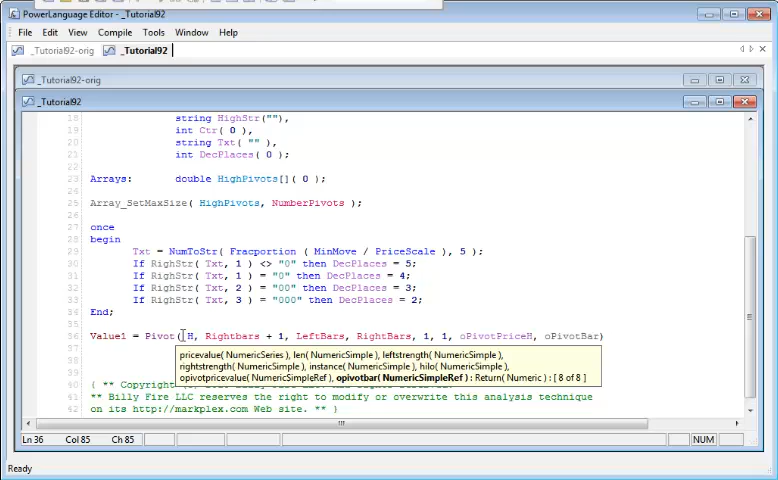 PowerLanguage Editor - _Tutorial92
File Edit View Compile Tools Window Help
_Tutorial92-orig _Tutorial92
_Tutorial92-orig
_Tutorial92
18 string HighStr(""),
19 int Ctr( 0 ),
20 string Txt( "" ),
21 int DecPlaces( 0 );
22
23 Arrays: double HighPivots[]( 0 );
24
25 Array_SetMaxSize( HighPivots, NumberPivots );
26
27 once
28 begin
29 Txt = NumToStr( Fracportion ( MinMove / PriceScale ), 5 );
30 If RighStr( Txt, 1 ) <> "0" then DecPlaces = 5;
31 If RighStr( Txt, 1 ) = "0" then DecPlaces = 4;
32 If RighStr( Txt, 2 ) = "00" then DecPlaces = 3;
33 If RighStr( Txt, 3 ) = "000" then DecPlaces = 2;
34 End;
35
36 Value1 = Pivot( H, Rightbars + 1, LeftBars, RightBars, 1, 1, oPivotPriceH, oPivotBar)
37
pricevalue( NumericSeries ), len( NumericSimple ), leftstrength( NumericSimple ),
38
rightstrength( NumericSimple ), instance( NumericSimple ), hilo( NumericSimple ),
39
opivotpricevalue( NumericSimpleRef ), opivotbar( NumericSimpleRef ) : Return( Numeric ) : [ 8 of 8 ]
40 { ** Copyright
41 ** Billy Fire LLC reserves the right to modify or overwrite this analysis technique
42 on its http://markplex.com Web site. ** }
Ln 36 Col 85 Ch 85 NUM
Ready